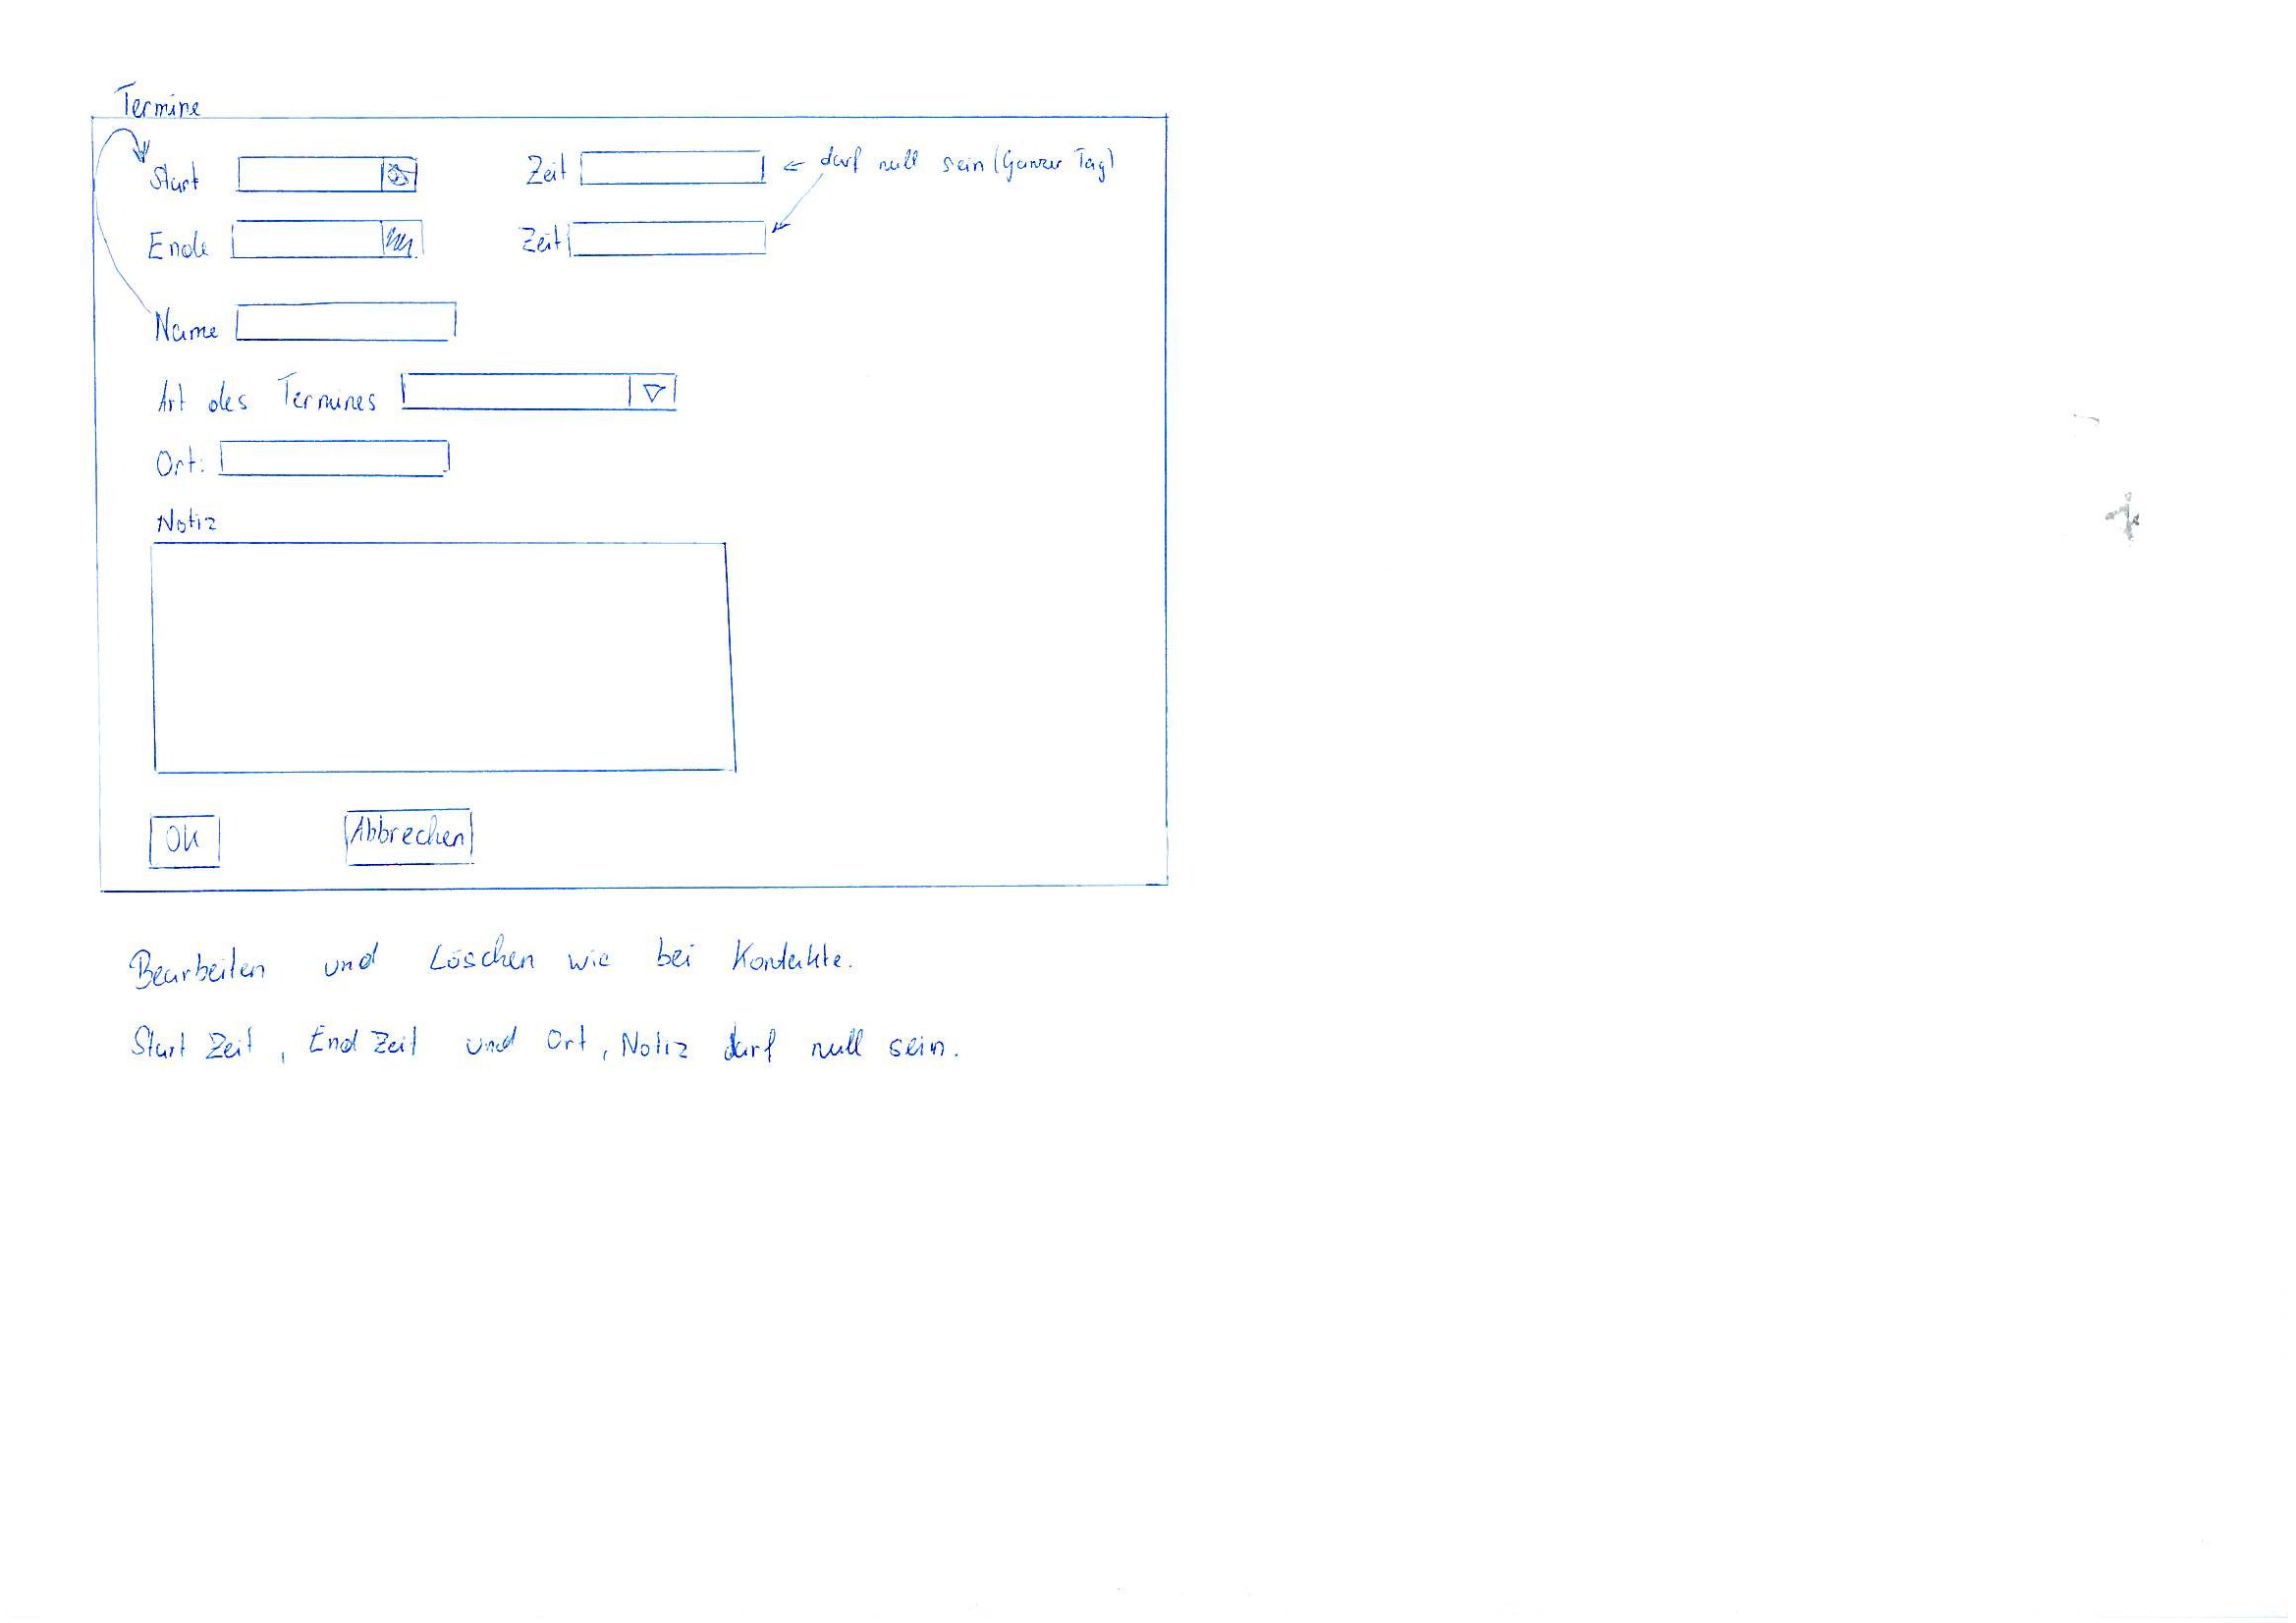 Termine
Start Zeit ← darf null sein (Ganzer Tag)
Ende Zeit
Name
Art des Termines
Ort:
Notiz
OK Abbrechen
Bearbeiten und Löschen wie bei Kontakte.
Start Zeit, End Zeit und Ort, Notiz darf null sein.